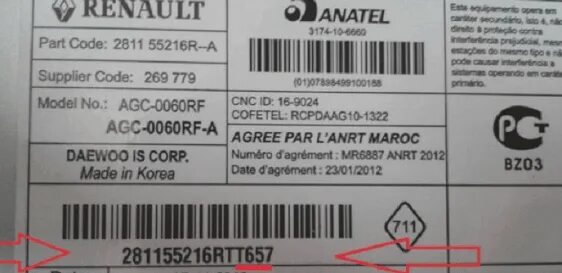 RENAULT
Part Code: 2811 55216R--A
Supplier Code: 269 779
Model No.: AGC-0060RF
AGC-0060RF-A
DAEWOO IS CORP.
Made in Korea
ANATEL
3174-10-6660
(01)07898499100168
CNC ID: 16-9024
COFETEL: RCPDAAG10-1322
AGREE PAR L'ANRT MAROC
Numéro d'agrément : MR6887 ANRT 2012
Date d'agrément : 23/01/2012
Este equipamento opera em
caráter secundário, isto é, não
direito à proteção contra
interferência prejudicial, mesmo
estações do mesmo tipo e não
pode causar interferência a
sistemas operando em caráter
primário.
PCT
BZ03
281155216RTT657
711